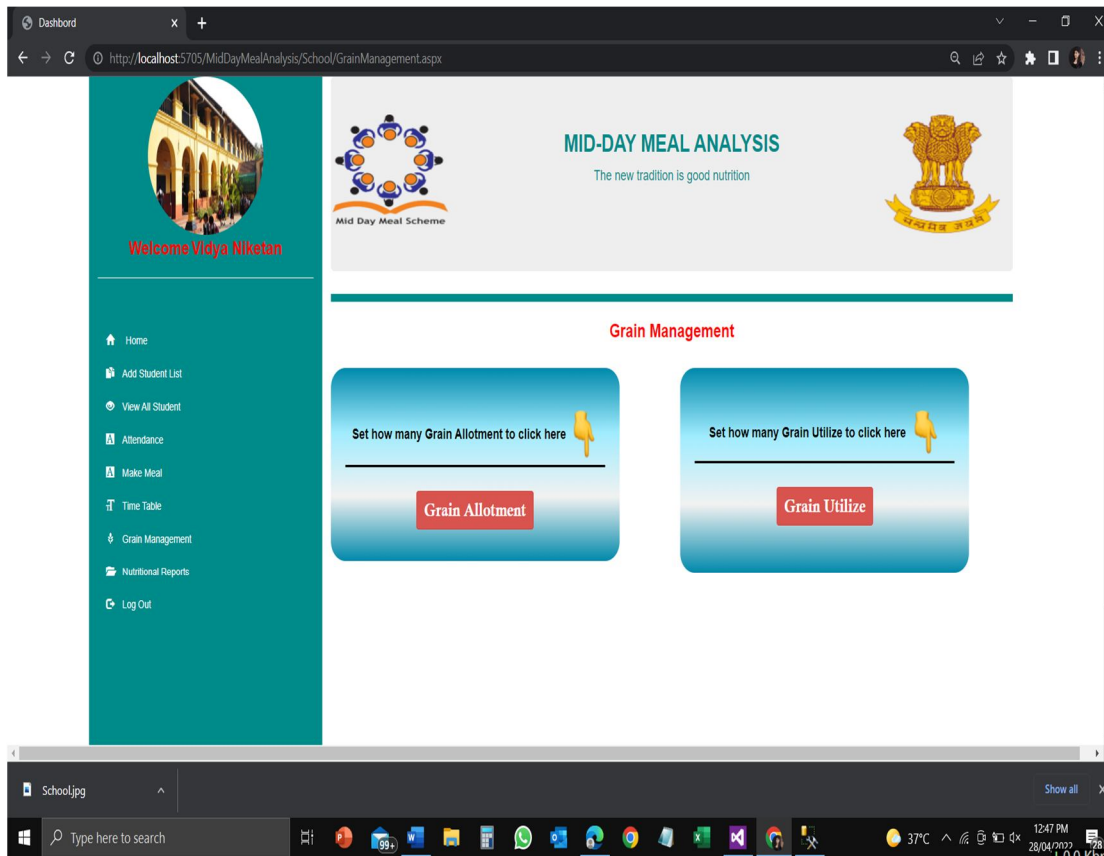 Dashbord
http://localhost:5705/MidDayMealAnalysis/School/GrainManagement.aspx
Welcome Vidya Niketan
Home
Add Student List
View All Student
Attendance
Make Meal
Time Table
Grain Management
Nutritional Reports
Log Out
Mid Day Meal Scheme
MID-DAY MEAL ANALYSIS
The new tradition is good nutrition
सत्यमेव जयते
Grain Management
Set how many Grain Allotment to click here
Grain Allotment
Set how many Grain Utilize to click here
Grain Utilize
School.jpg
Show all
Type here to search
99+
37°C
12:47 PM
28/04/2022
28